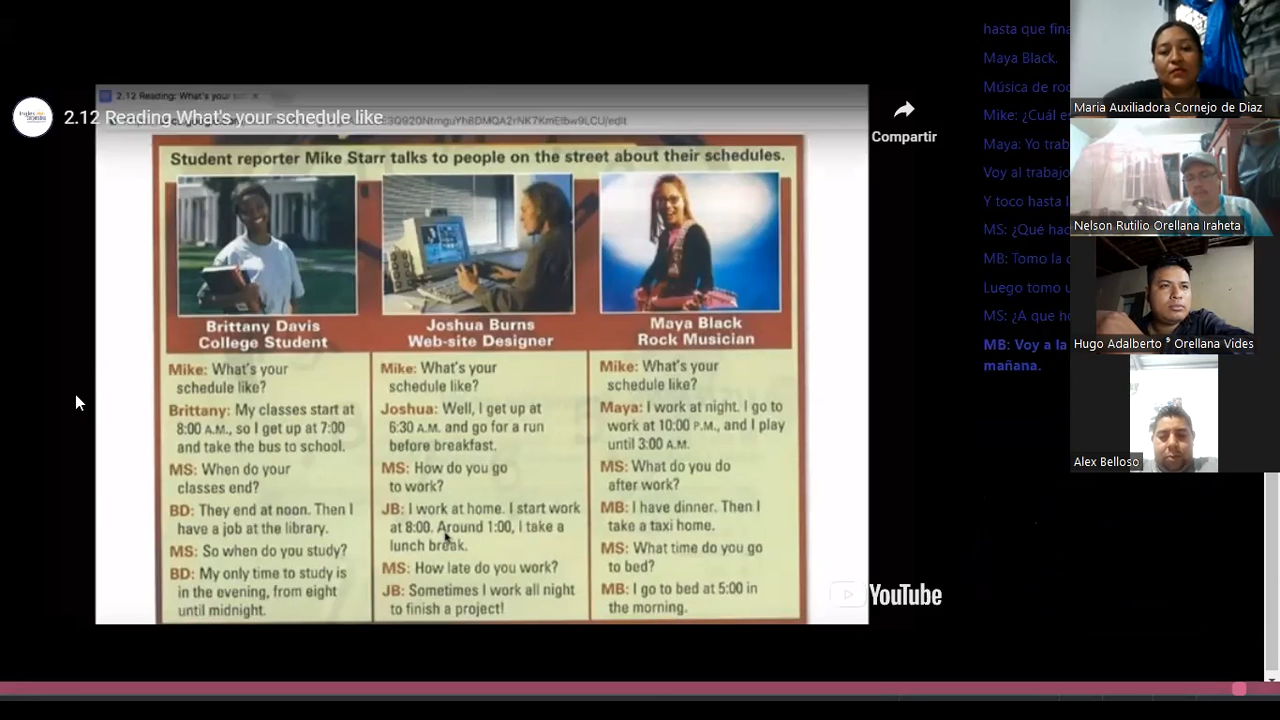 2.12 Reading: What's your
2.12 Reading What's your schedule like
Compartir
Student reporter Mike Starr talks to people on the street about their schedules.
Brittany Davis
College Student
Mike: What's your
schedule like?
Brittany: My classes start at
8:00 A.M., so I get up at 7:00
and take the bus to school.
MS: When do your
classes end?
BD: They end at noon. Then I
have a job at the library.
MS: So when do you study?
BD: My only time to study is
in the evening, from eight
until midnight.
Joshua Burns
Web-site Designer
Mike: What's your
schedule like?
Joshua: Well, I get up at
6:30 A.M. and go for a run
before breakfast.
MS: How do you go
to work?
JB: I work at home. I start work
at 8:00. Around 1:00, I take a
lunch break.
MS: How late do you work?
JB: Sometimes I work all night
to finish a project!
Maya Black
Rock Musician
Mike: What's your
schedule like?
Maya: I work at night. I go to
work at 10:00 P.M., and I play
until 3:00 A.M.
MS: What do you do
after work?
MB: I have dinner. Then I
take a taxi home.
MS: What time do you go
to bed?
MB: I go to bed at 5:00 in
the morning.
YouTube
hasta que
Maya Black.
Música de
Mike: ¿Cuál
Maya: Yo
Voy al trabajo
Y toco hasta
MS: ¿Qué
MB: Tomo la
Luego tomo
MS: ¿A que
MB: Voy a la
mañana.
Maria Auxiliadora Cornejo de Diaz
Nelson Rutilio Orellana Iraheta
Hugo Adalberto ° Orellana Vides
Alex Belloso